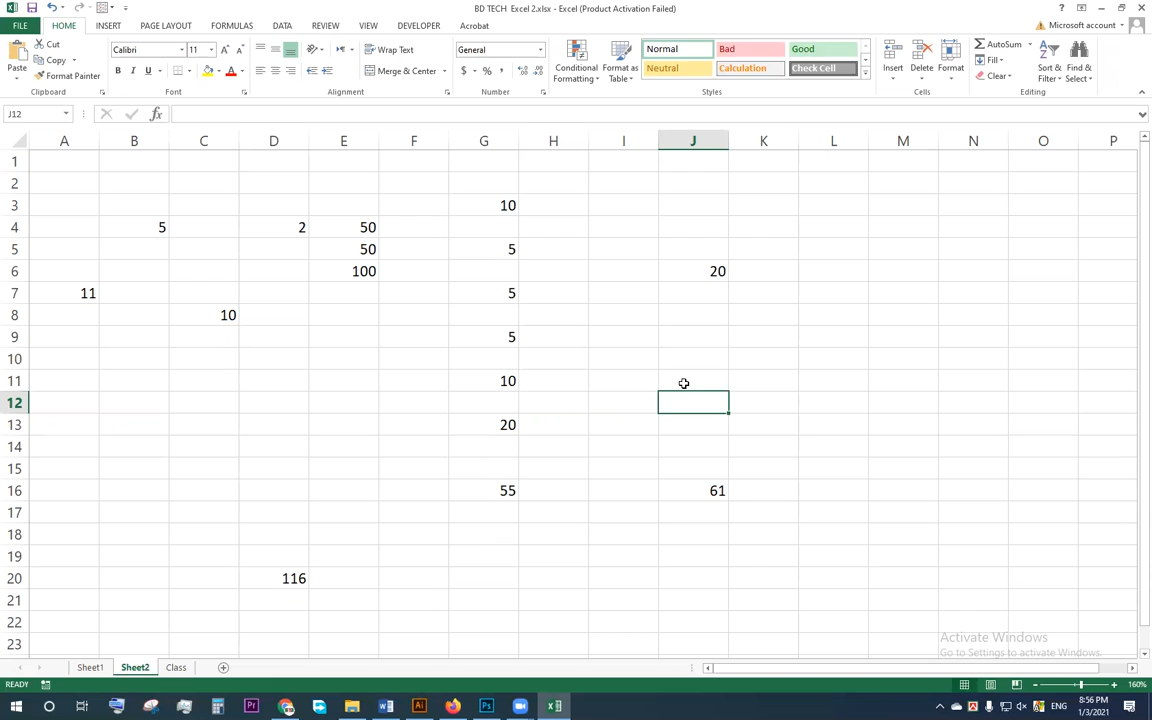 BD TECH  Excel 2.xlsx - Excel (Product Activation Failed)
FILE HOME INSERT PAGE LAYOUT FORMULAS DATA REVIEW VIEW DEVELOPER Acrobat Microsoft account
Paste Cut Copy Format Painter
Calibri 11
B I U A
Wrap Text
Merge & Center
General
$ % ,
Conditional Formatting Format as Table
Normal Bad Good
Neutral Calculation Check Cell
Insert Delete Format
AutoSum Fill Clear
Sort & Filter Find & Select
Clipboard Font Alignment Number Styles Cells Editing
J12 fx
A B C D E F G H I J K L M N O P
1
2
3 10
4 5 2 50
5 50 5
6 100 20
7 11 5
8 10
9 5
10
11 10
12
13 20
14
15
16 55 61
17
18
19
20 116
21
22
23
Activate Windows
Go to Settings to activate Windows.
Sheet1 Sheet2 Class
READY 160%
Pr W Ai Ps ENG 8:56 PM
1/3/2021